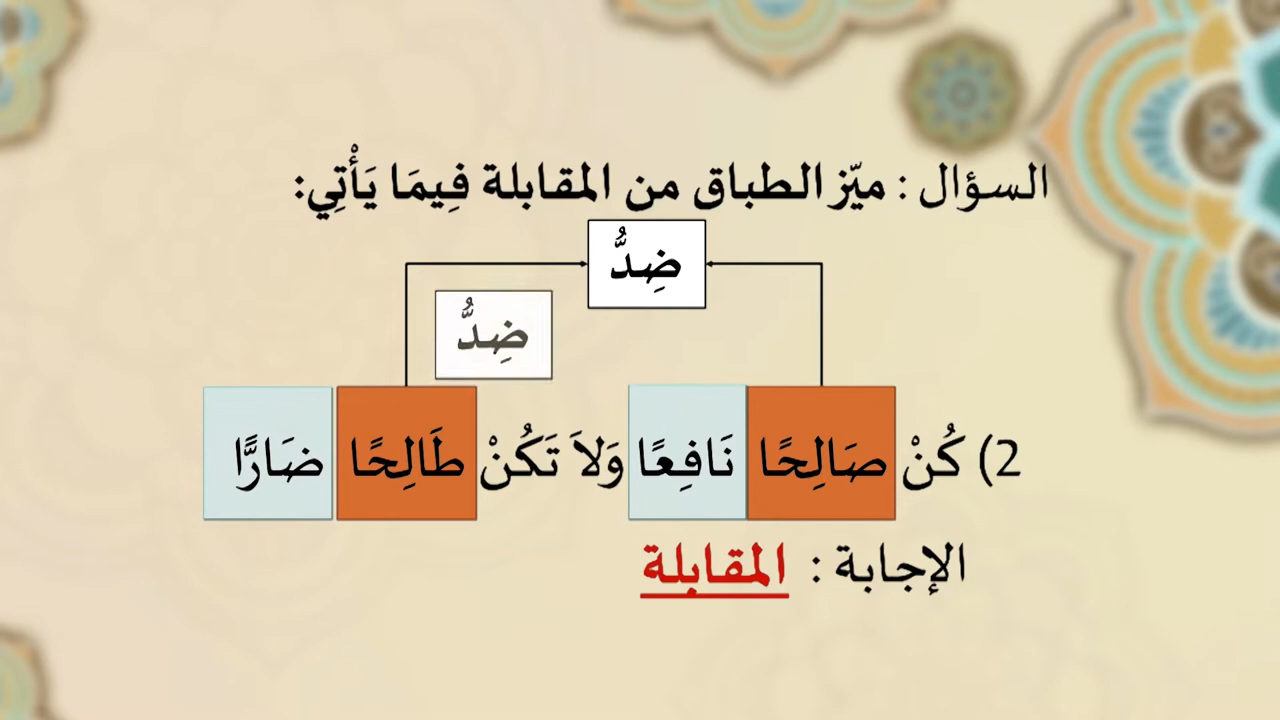 السؤال : ميّز الطباق من المقابلة فِيمَا يَأْتِي:
ضِدُّ
ضِدُّ
2) كُنْ صَالِحًا نَافِعًا وَلاَ تَكُنْ طَالِحًا ضَارًّا
الإجابة : المقابلة